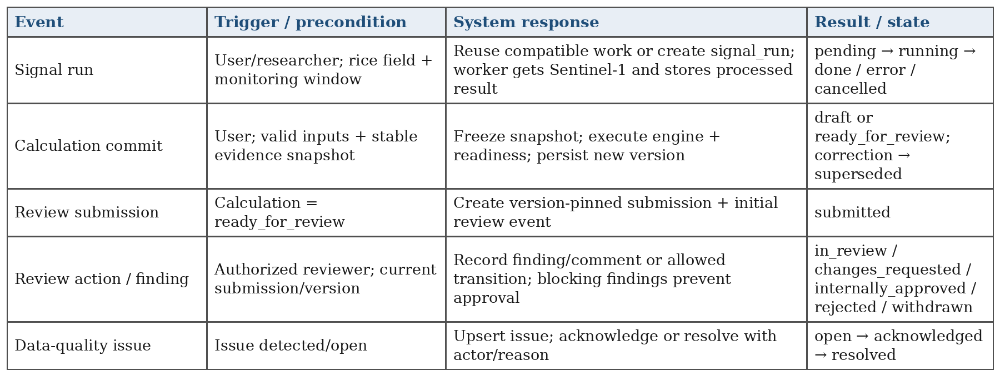 Event
Trigger / precondition
System response
Result / state
Signal run
User/researcher; rice field +
monitoring window
Reuse compatible work or create signal_run;
worker gets Sentinel-1 and stores processed
result
pending → running →
done / error /
cancelled
Calculation commit
User; valid inputs + stable
evidence snapshot
Freeze snapshot; execute engine +
readiness; persist new version
draft or
ready_for_review;
correction →
superseded
Review submission
Calculation =
ready_for_review
Create version-pinned submission + initial
review event
submitted
Review action / finding
Authorized reviewer; current
submission/version
Record finding/comment or allowed
transition; blocking findings prevent
approval
in_review /
changes_requested /
internally_approved /
rejected / withdrawn
Data-quality issue
Issue detected/open
Upsert issue; acknowledge or resolve with
actor/reason
open → acknowledged
→ resolved